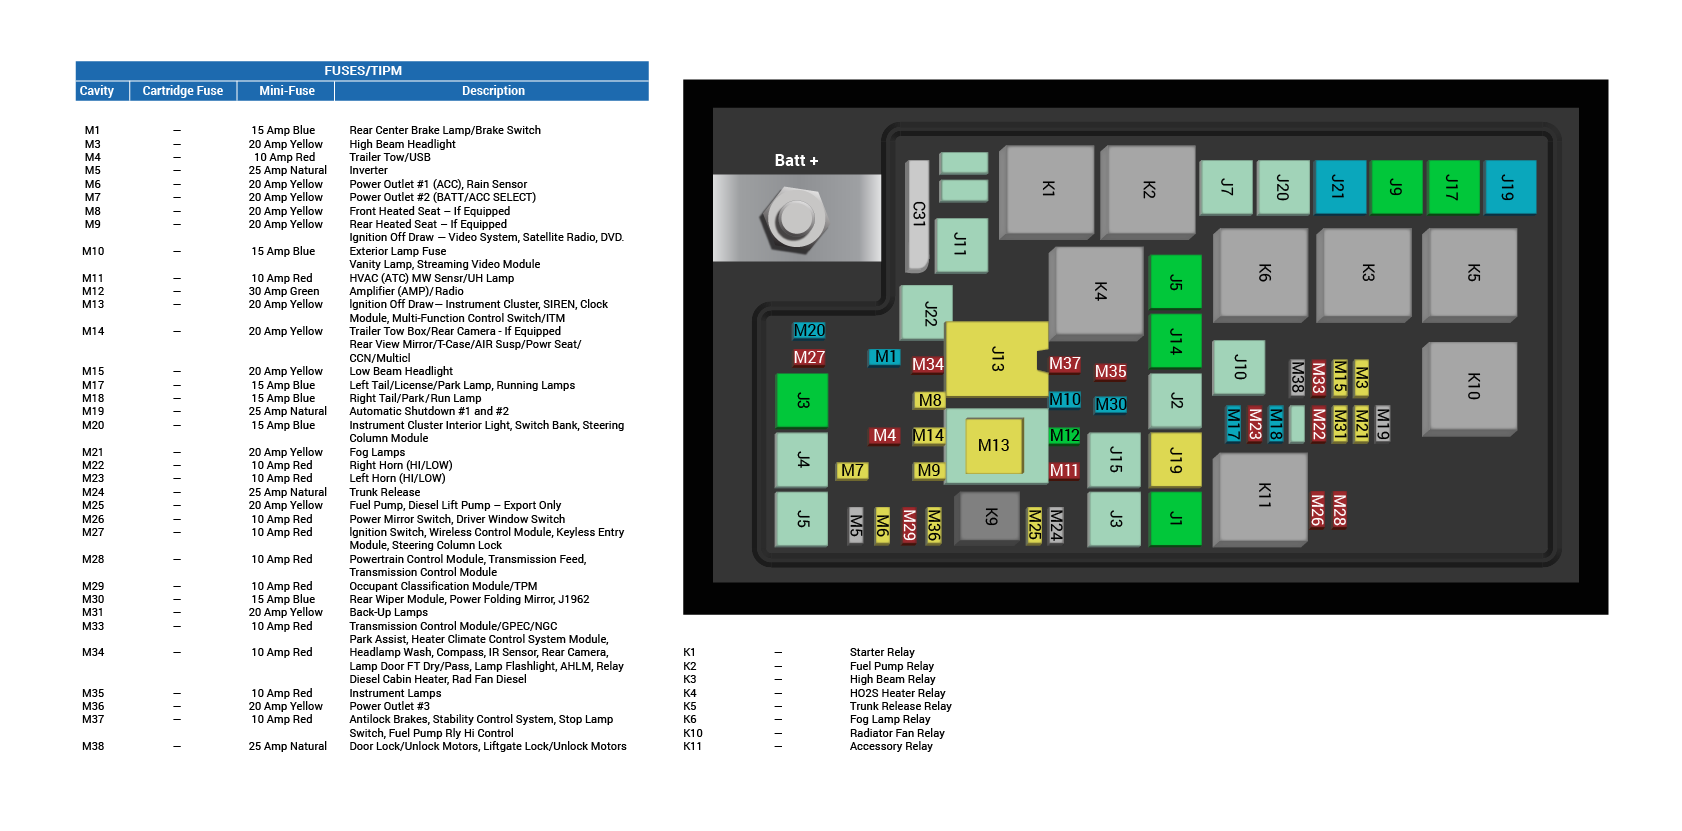 FUSES/TIPM
Cavity Cartridge Fuse Mini-Fuse Description
M1 – 15 Amp Blue Rear Center Brake Lamp/Brake Switch
M3 – 20 Amp Yellow High Beam Headlight
M4 – 10 Amp Red Trailer Tow/USB
M5 – 25 Amp Natural Inverter
M6 – 20 Amp Yellow Power Outlet #1 (ACC), Rain Sensor
M7 – 20 Amp Yellow Power Outlet #2 (BATT/ACC SELECT)
M8 – 20 Amp Yellow Front Heated Seat – If Equipped
M9 – 20 Amp Yellow Rear Heated Seat – If Equipped
Ignition Off Draw – Video System, Satellite Radio, DVD.
M10 – 15 Amp Blue Exterior Lamp Fuse
Vanity Lamp, Streaming Video Module
M11 – 10 Amp Red HVAC (ATC) MW Sensr/UH Lamp
M12 – 30 Amp Green Amplifier (AMP)/Radio
M13 – 20 Amp Yellow Ignition Off Draw– Instrument Cluster, SIREN, Clock
Module, Multi-Function Control Switch/ITM
M14 – 20 Amp Yellow Trailer Tow Box/Rear Camera - If Equipped
Rear View Mirror/T-Case/AIR Susp/Powr Seat/
CCN/Multicl
M15 – 20 Amp Yellow Low Beam Headlight
M17 – 15 Amp Blue Left Tail/License/Park Lamp, Running Lamps
M18 – 15 Amp Blue Right Tail/Park/Run Lamp
M19 – 25 Amp Natural Automatic Shutdown #1 and #2
M20 – 15 Amp Blue Instrument Cluster Interior Light, Switch Bank, Steering
Column Module
M21 – 20 Amp Yellow Fog Lamps
M22 – 10 Amp Red Right Horn (HI/LOW)
M23 – 10 Amp Red Left Horn (HI/LOW)
M24 – 25 Amp Natural Trunk Release
M25 – 20 Amp Yellow Fuel Pump, Diesel Lift Pump – Export Only
M26 – 10 Amp Red Power Mirror Switch, Driver Window Switch
M27 – 10 Amp Red Ignition Switch, Wireless Control Module, Keyless Entry
Module, Steering Column Lock
M28 – 10 Amp Red Powertrain Control Module, Transmission Feed,
Transmission Control Module
M29 – 10 Amp Red Occupant Classification Module/TPM
M30 – 15 Amp Blue Rear Wiper Module, Power Folding Mirror, J1962
M31 – 20 Amp Yellow Back-Up Lamps
M33 – 10 Amp Red Transmission Control Module/GPEC/NGC
Park Assist, Heater Climate Control System Module,
M34 – 10 Amp Red Headlamp Wash, Compass, IR Sensor, Rear Camera,
Lamp Door FT Dry/Pass, Lamp Flashlight, AHLM, Relay
Diesel Cabin Heater, Rad Fan Diesel
M35 – 10 Amp Red Instrument Lamps
M36 – 20 Amp Yellow Power Outlet #3
M37 – 10 Amp Red Antilock Brakes, Stability Control System, Stop Lamp
Switch, Fuel Pump Rly Hi Control
M38 – 25 Amp Natural Door Lock/Unlock Motors, Liftgate Lock/Unlock Motors
Batt +
C31
J11
K1
K2
J7
J20
J21
J9
J17
J19
K4
J5
K6
K3
K5
J22
M20
M27
M1
M34
J13
M37
M35
J14
J10
M38
M33
M15
M3
K10
J3
M8
M10
M30
J2
M17
M23
M18
M22
M31
M21
M19
M4
M14
M13
M12
J4
M7
M9
M11
J15
J19
K11
J5
M5
M6
M29
M36
K9
M25
M24
J3
J1
M26
M28
K1 – Starter Relay
K2 – Fuel Pump Relay
K3 – High Beam Relay
K4 – HO2S Heater Relay
K5 – Trunk Release Relay
K6 – Fog Lamp Relay
K10 – Radiator Fan Relay
K11 – Accessory Relay